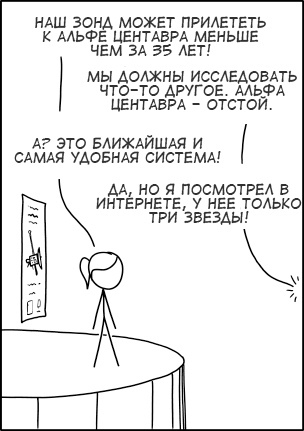 НАШ ЗОНД МОЖЕТ ПРИЛЕТЕТЬ
К АЛЬФЕ ЦЕНТАВРА МЕНЬШЕ
ЧЕМ ЗА 35 ЛЕТ!
МЫ ДОЛЖНЫ ИССЛЕДОВАТЬ
ЧТО-ТО ДРУГОЕ. АЛЬФА
ЦЕНТАВРА - ОТСТОЙ.
А? ЭТО БЛИЖАЙШАЯ И
САМАЯ УДОБНАЯ СИСТЕМА!
ДА, НО Я ПОСМОТРЕЛ В
ИНТЕРНЕТЕ, У НЕЕ ТОЛЬКО
ТРИ ЗВЕЗДЫ!